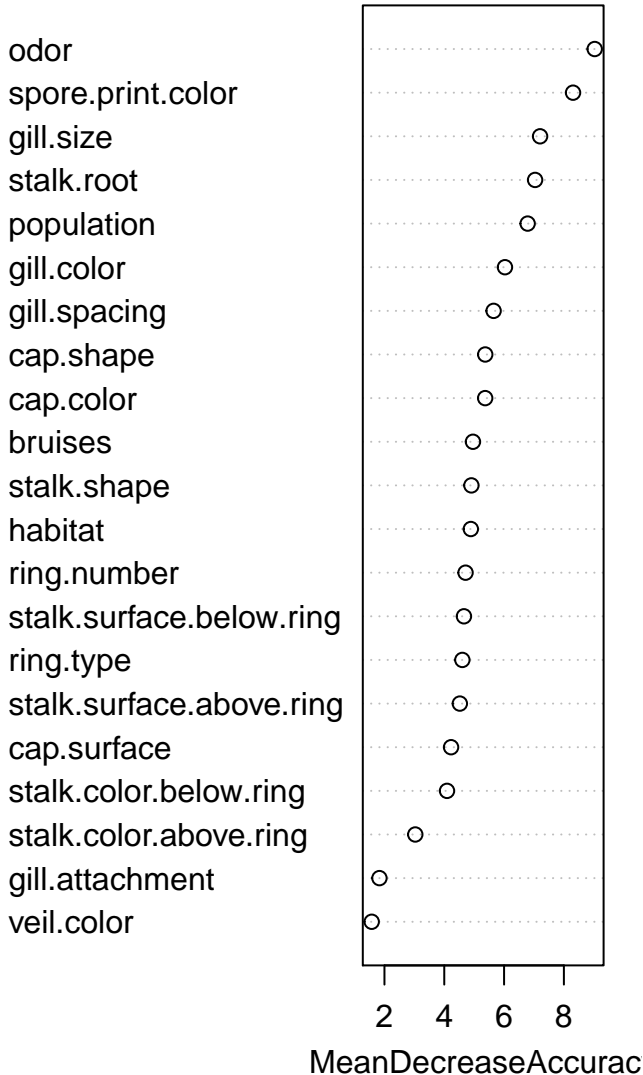 odor
spore.print.color
gill.size
stalk.root
population
gill.color
gill.spacing
cap.shape
cap.color
bruises
stalk.shape
habitat
ring.number
stalk.surface.below.ring
ring.type
stalk.surface.above.ring
cap.surface
stalk.color.below.ring
stalk.color.above.ring
gill.attachment
veil.color
2 4 6 8
MeanDecreaseAccurac